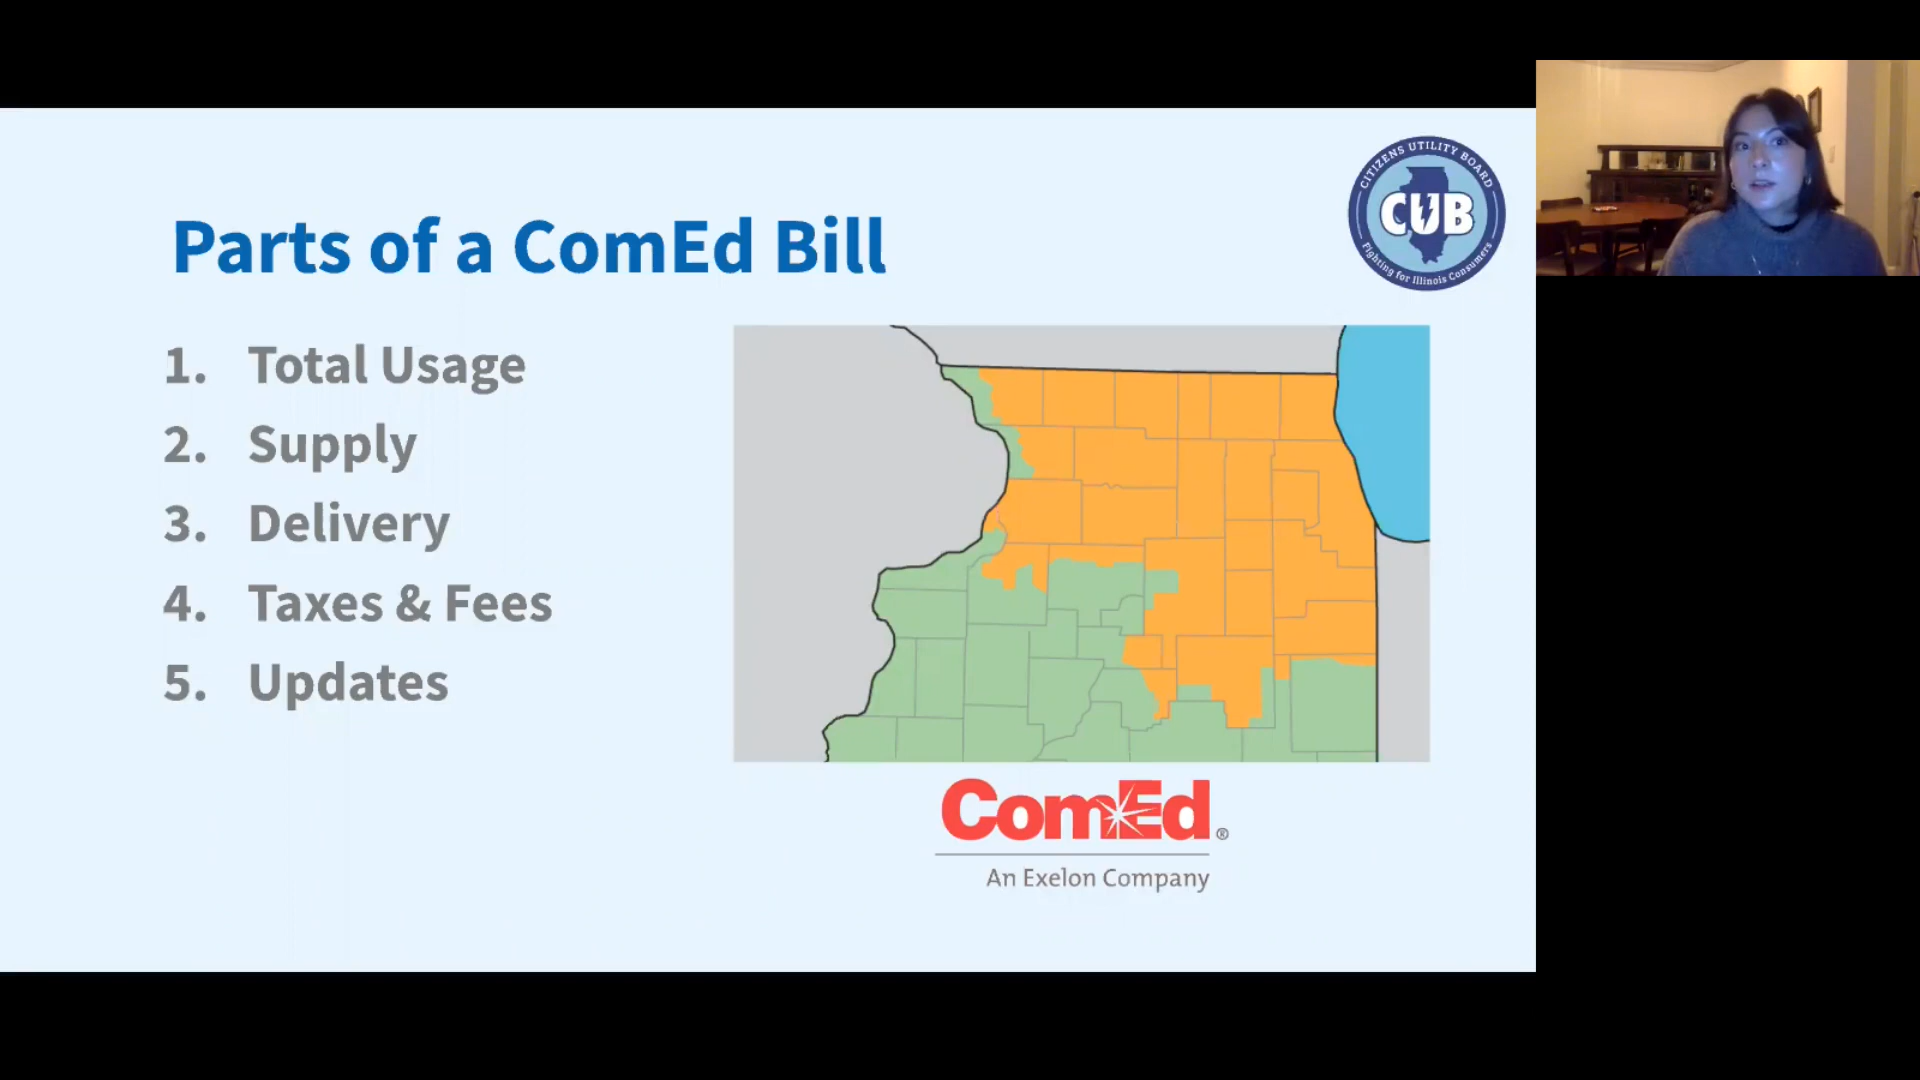 Parts of a ComEd Bill
CITIZENS UTILITY BOARD
CUB
Fighting for Illinois Consumers
1. Total Usage
2. Supply
3. Delivery
4. Taxes & Fees
5. Updates
ComEd®
An Exelon Company